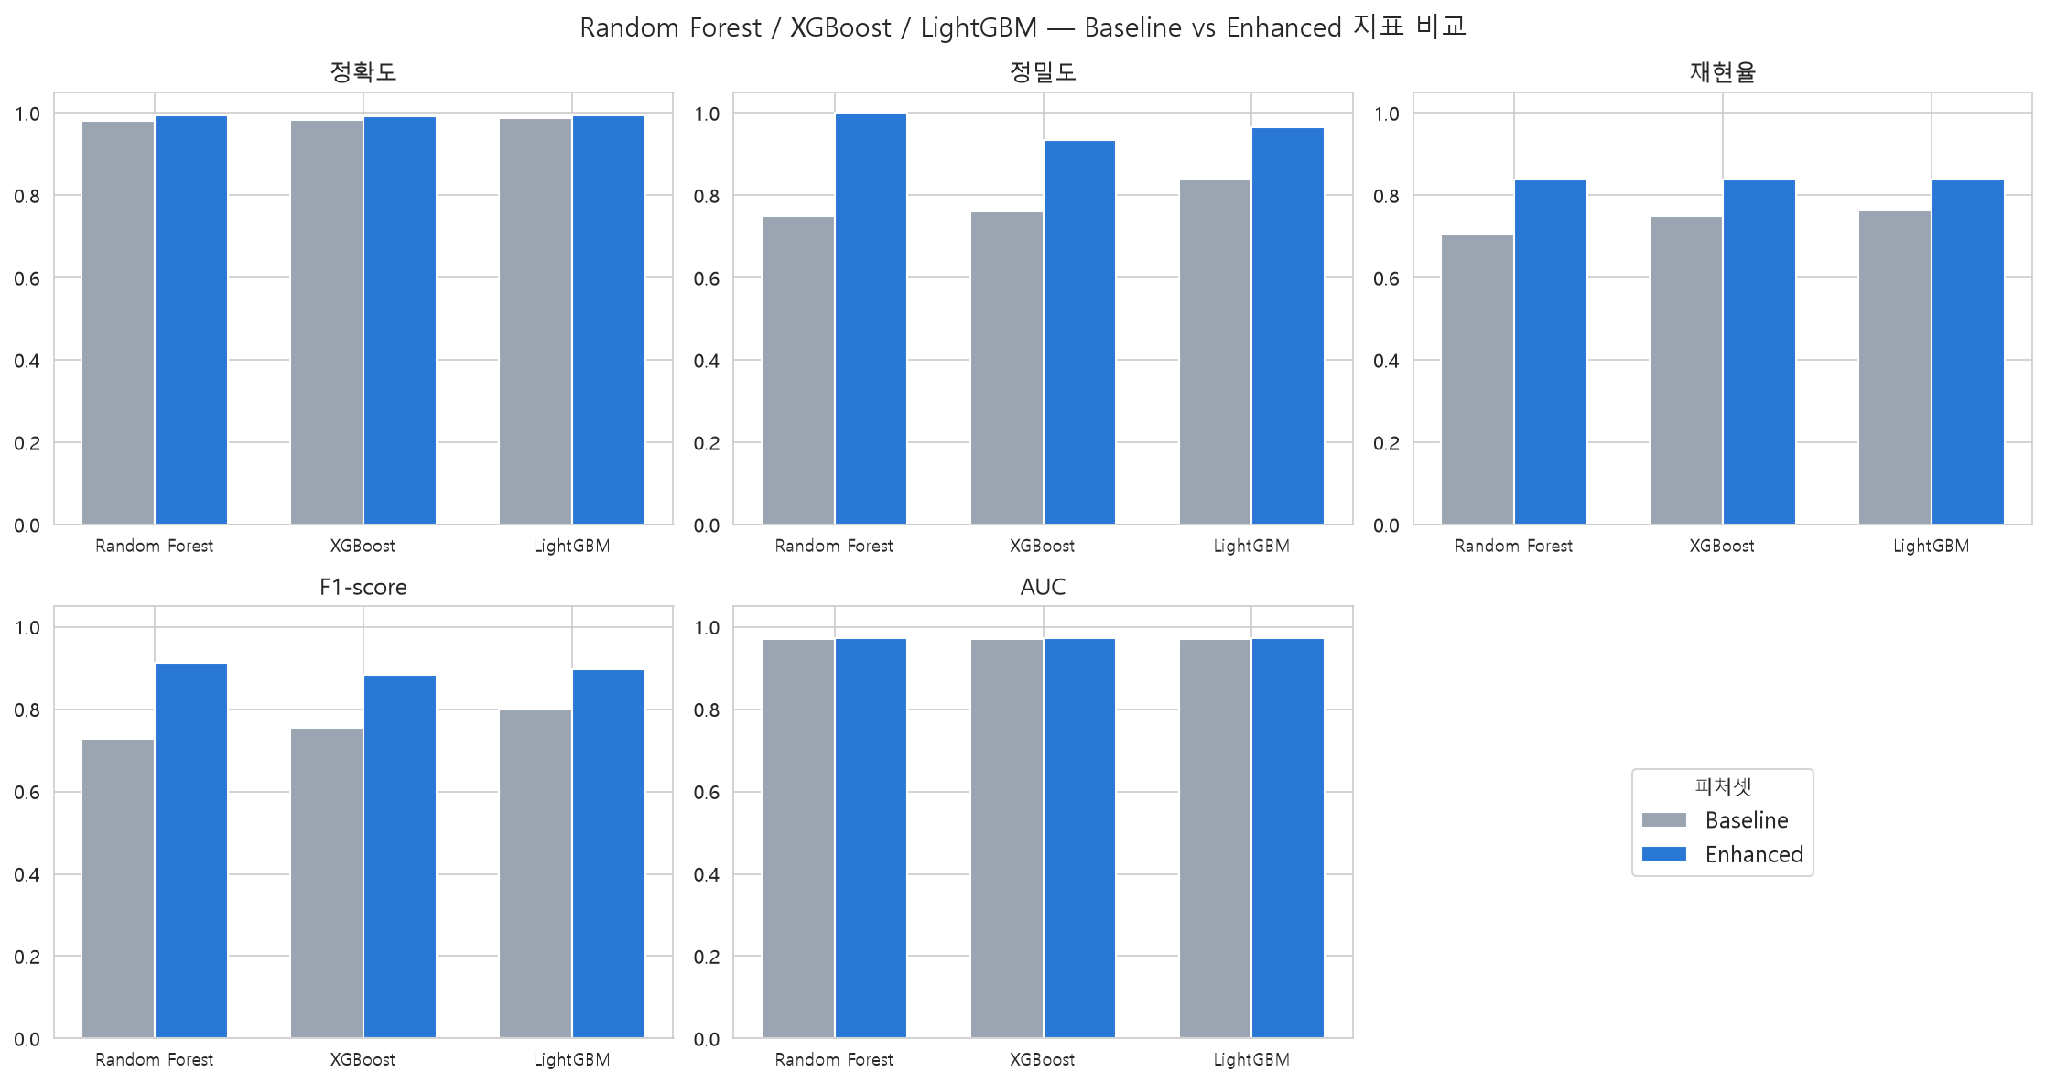 Random Forest / XGBoost / LightGBM — Baseline vs Enhanced 지표 비교
정확도
1.0
0.8
0.6
0.4
0.2
0.0
Random Forest XGBoost LightGBM
정밀도
1.0
0.8
0.6
0.4
0.2
0.0
Random Forest XGBoost LightGBM
재현율
1.0
0.8
0.6
0.4
0.2
0.0
Random Forest XGBoost LightGBM
F1-score
1.0
0.8
0.6
0.4
0.2
0.0
Random Forest XGBoost LightGBM
AUC
1.0
0.8
0.6
0.4
0.2
0.0
Random Forest XGBoost LightGBM
피처셋
Baseline
Enhanced